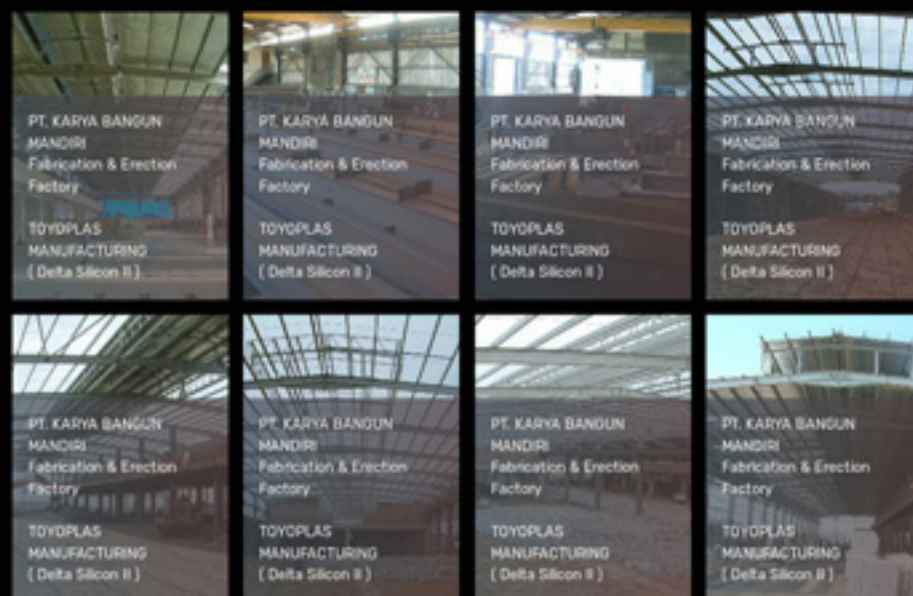 PT. KARYA BANGUN
MANDIRI
Fabrication & Erection
Factory
TOYOPLAS
MANUFACTURING
( Delta Silicon II )
PT. KARYA BANGUN
MANDIRI
Fabrication & Erection
Factory
TOYOPLAS
MANUFACTURING
( Delta Silicon II )
PT. KARYA BANGUN
MANDIRI
Fabrication & Erection
Factory
TOYOPLAS
MANUFACTURING
( Delta Silicon II )
PT. KARYA BANGUN
MANDIRI
Fabrication & Erection
Factory
TOYOPLAS
MANUFACTURING
( Delta Silicon II )
PT. KARYA BANGUN
MANDIRI
Fabrication & Erection
Factory
TOYOPLAS
MANUFACTURING
( Delta Silicon II )
PT. KARYA BANGUN
MANDIRI
Fabrication & Erection
Factory
TOYOPLAS
MANUFACTURING
( Delta Silicon II )
PT. KARYA BANGUN
MANDIRI
Fabrication & Erection
Factory
TOYOPLAS
MANUFACTURING
( Delta Silicon II )
PT. KARYA BANGUN
MANDIRI
Fabrication & Erection
Factory
TOYOPLAS
MANUFACTURING
( Delta Silicon II )